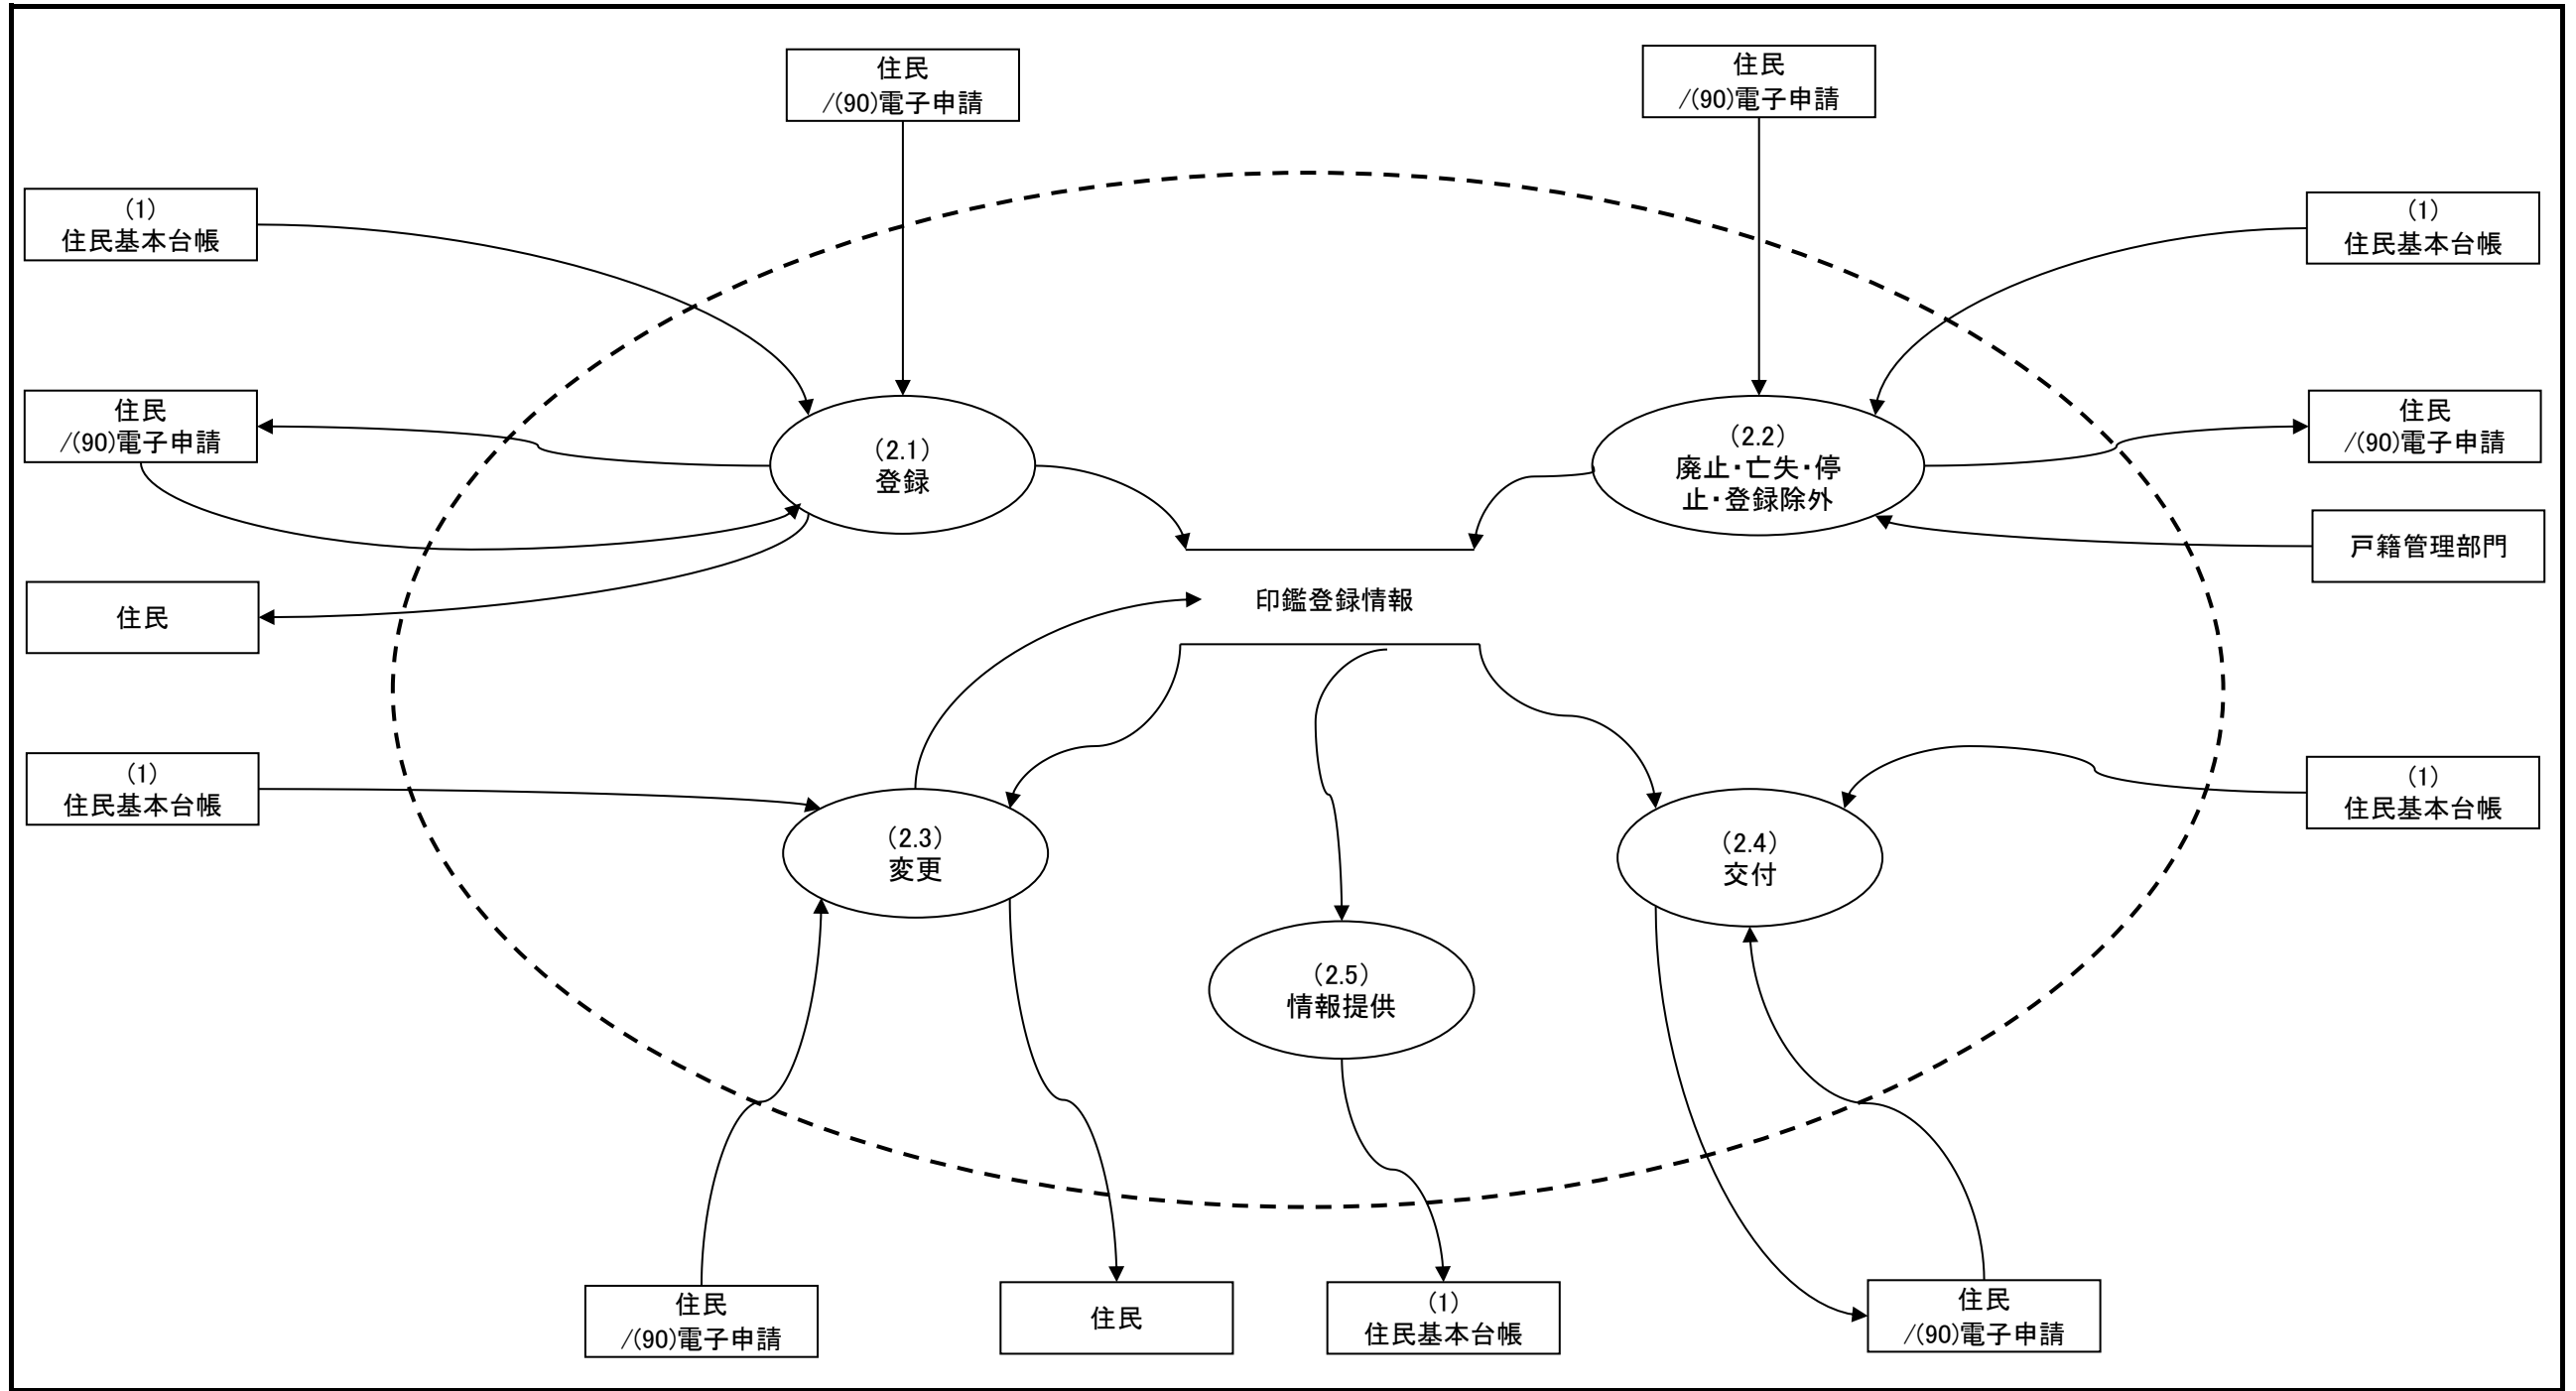 住民
/(90)電子申請
住民
/(90)電子申請
(1)
住民基本台帳
(1)
住民基本台帳
住民
/(90)電子申請
(2.1)
登録
(2.2)
廃止・亡失・停
止・登録除外
住民
/(90)電子申請
戸籍管理部門
住民
印鑑登録情報
(1)
住民基本台帳
(2.3)
変更
(2.4)
交付
(1)
住民基本台帳
(2.5)
情報提供
住民
/(90)電子申請
住民
(1)
住民基本台帳
住民
/(90)電子申請